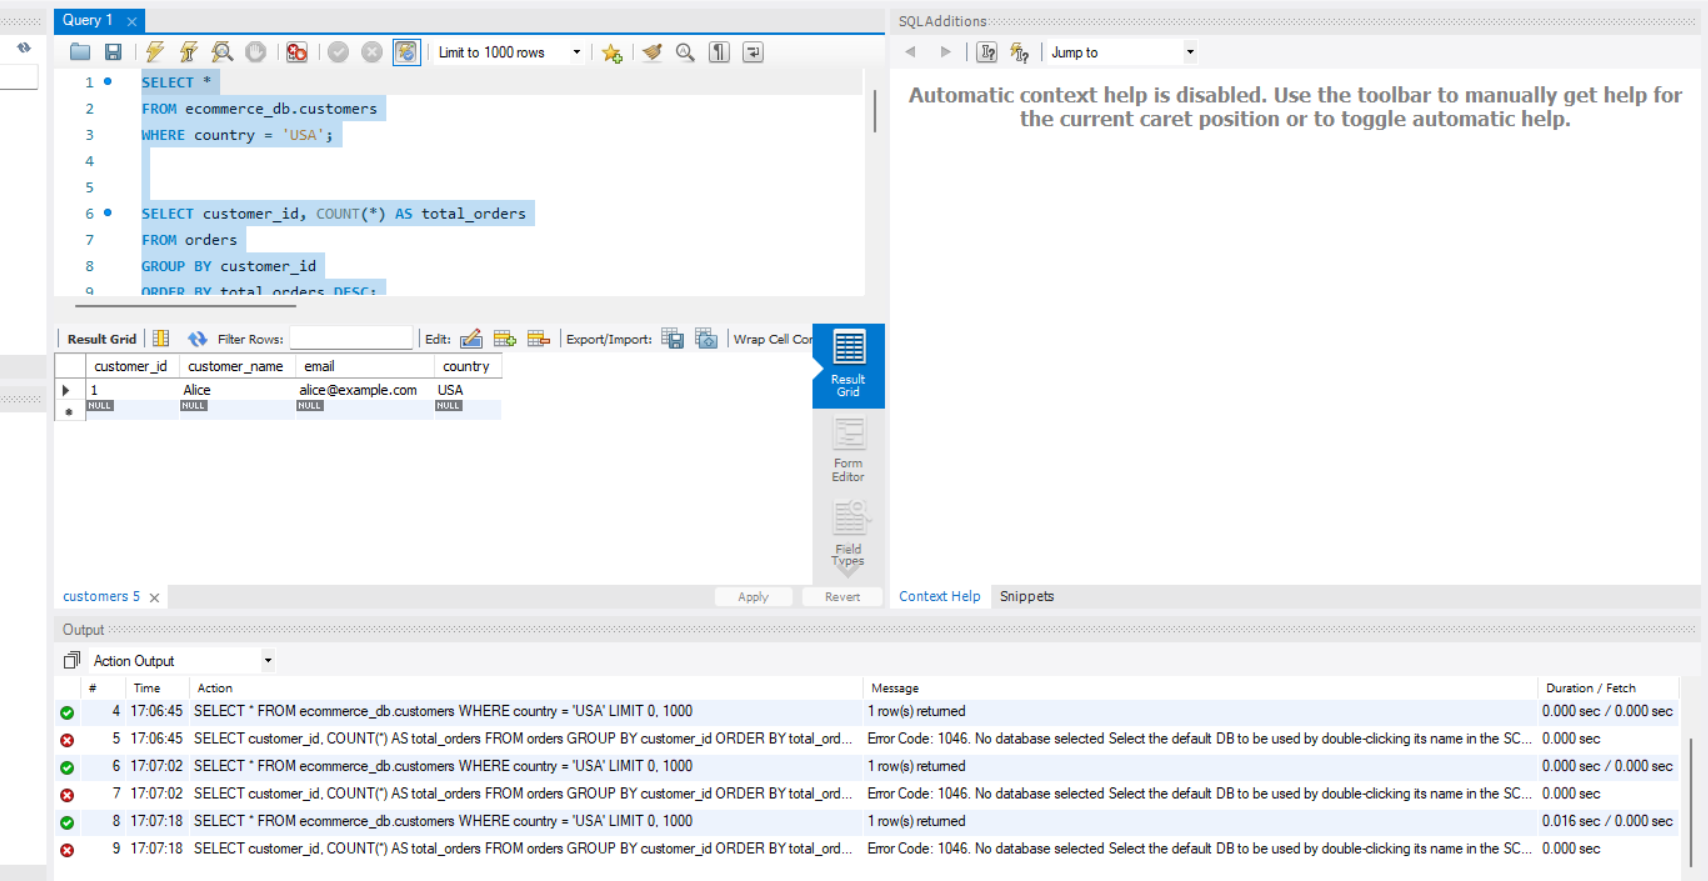 Query 1
SQLAdditions
Limit to 1000 rows
Jump to
1 SELECT *
2 FROM ecommerce_db.customers
3 WHERE country = 'USA';
4
5
6 SELECT customer_id, COUNT(*) AS total_orders
7 FROM orders
8 GROUP BY customer_id
9 ORDER BY total_orders DESC;
Automatic context help is disabled. Use the toolbar to manually get help for
the current caret position or to toggle automatic help.
Result Grid Filter Rows: Edit: Export/Import: Wrap Cell Cor
customer_id customer_name email country
1 Alice alice@example.com USA
NULL NULL NULL NULL
Result
Grid
Form
Editor
Field
Types
customers 5 Apply Revert
Context Help Snippets
Output
Action Output
# Time Action Message Duration / Fetch
4 17:06:45 SELECT * FROM ecommerce_db.customers WHERE country = 'USA' LIMIT 0, 1000 1 row(s) returned 0.000 sec / 0.000 sec
5 17:06:45 SELECT customer_id, COUNT(*) AS total_orders FROM orders GROUP BY customer_id ORDER BY total_ord... Error Code: 1046. No database selected Select the default DB to be used by double-clicking its name in the SC... 0.000 sec
6 17:07:02 SELECT * FROM ecommerce_db.customers WHERE country = 'USA' LIMIT 0, 1000 1 row(s) returned 0.000 sec / 0.000 sec
7 17:07:02 SELECT customer_id, COUNT(*) AS total_orders FROM orders GROUP BY customer_id ORDER BY total_ord... Error Code: 1046. No database selected Select the default DB to be used by double-clicking its name in the SC... 0.000 sec
8 17:07:18 SELECT * FROM ecommerce_db.customers WHERE country = 'USA' LIMIT 0, 1000 1 row(s) returned 0.016 sec / 0.000 sec
9 17:07:18 SELECT customer_id, COUNT(*) AS total_orders FROM orders GROUP BY customer_id ORDER BY total_ord... Error Code: 1046. No database selected Select the default DB to be used by double-clicking its name in the SC... 0.000 sec